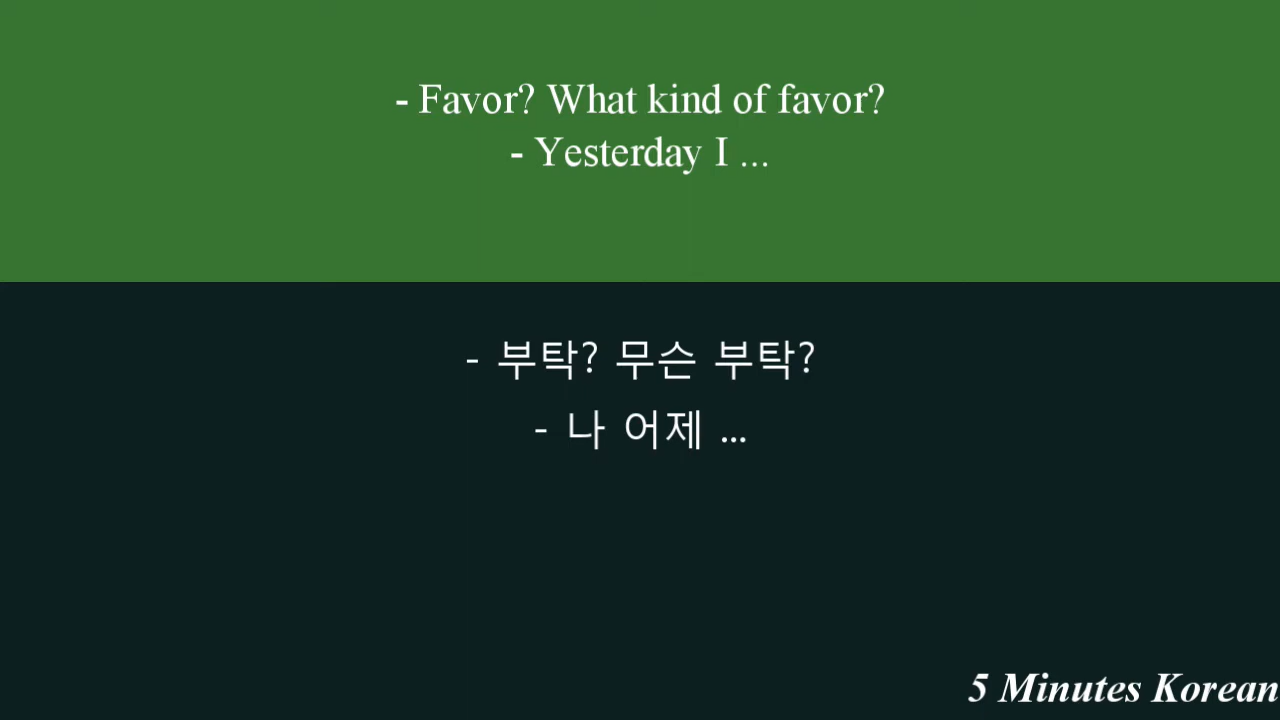 - Favor? What kind of favor?
- Yesterday I ...
- 부탁? 무슨 부탁?
- 나 어제 ...
5 Minutes Korean